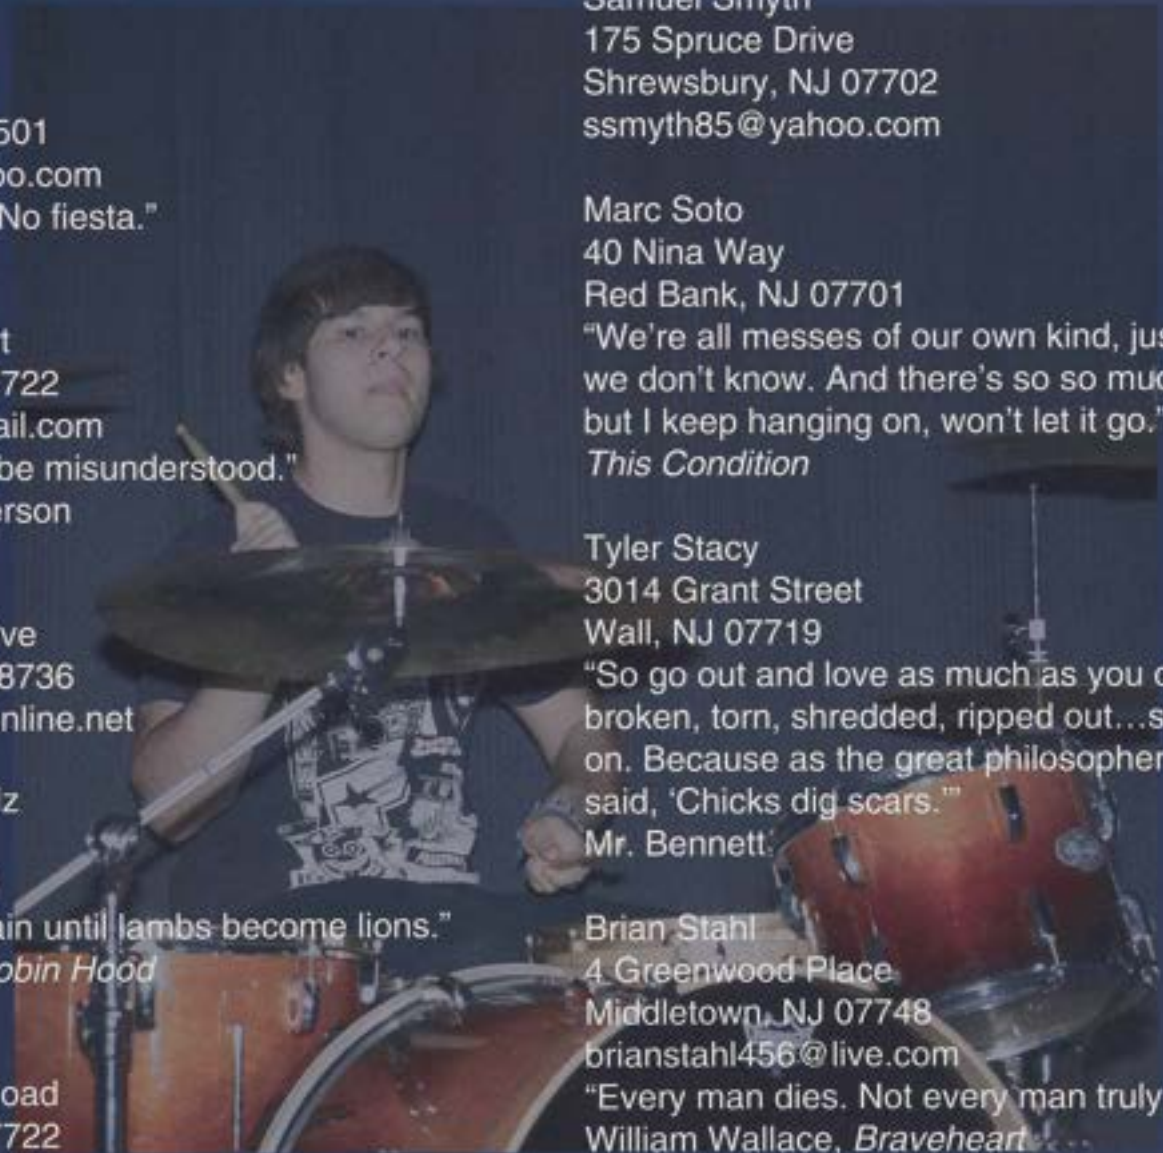 501
oo.com
No fiesta.”
t
722
ail.com
be misunderstood."
erson
ve
8736
nline.net
z
ain until lambs become lions.”
obin Hood
oad
7722
Samuel Smyth
175 Spruce Drive
Shrewsbury, NJ 07702
ssmyth85@yahoo.com
Marc Soto
40 Nina Way
Red Bank, NJ 07701
“We’re all messes of our own kind, jus
we don’t know. And there’s so so muc
but I keep hanging on, won’t let it go.”
This Condition
Tyler Stacy
3014 Grant Street
Wall, NJ 07719
“So go out and love as much as you c
broken, torn, shredded, ripped out…s
on. Because as the great philosopher
said, ‘Chicks dig scars.’”
Mr. Bennett
Brian Stahl
4 Greenwood Place
Middletown, NJ 07748
brianstahl456@live.com
“Every man dies. Not every man truly
William Wallace, Braveheart